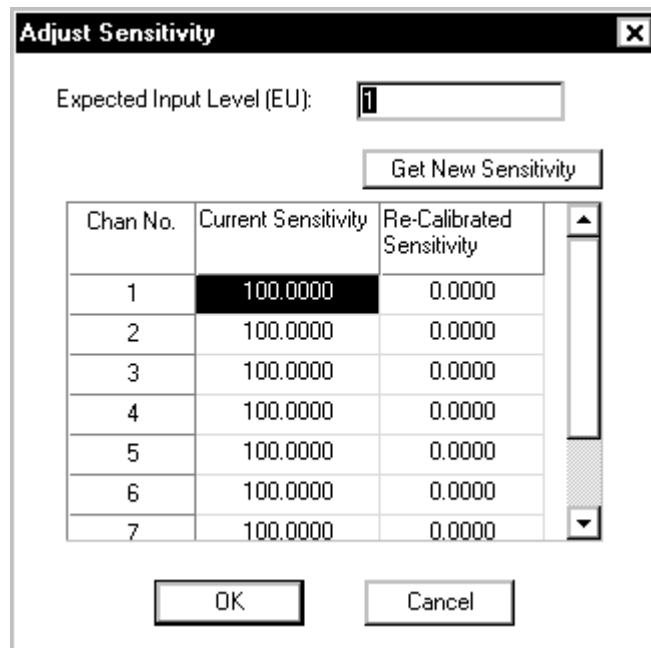 Adjust Sensitivity
Expected Input Level (EU): 1
Get New Sensitivity
Chan No. Current Sensitivity Re-Calibrated
Sensitivity
1 100.0000 0.0000
2 100.0000 0.0000
3 100.0000 0.0000
4 100.0000 0.0000
5 100.0000 0.0000
6 100.0000 0.0000
7 100.0000 0.0000
OK Cancel